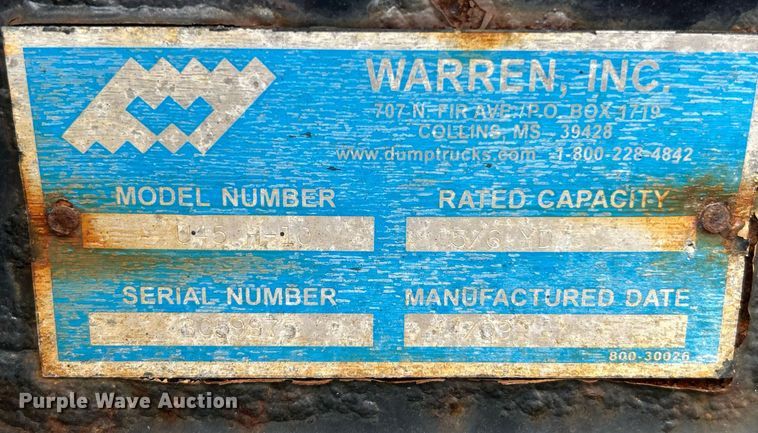 WARREN, INC.
707 N. FIR AVE./P.O. BOX 1719
COLLINS, MS 39428
www.dumptrucks.com 1-800-228-4842
MODEL NUMBER RATED CAPACITY
SERIAL NUMBER MANUFACTURED DATE
800-30026
Purple Wave Auction